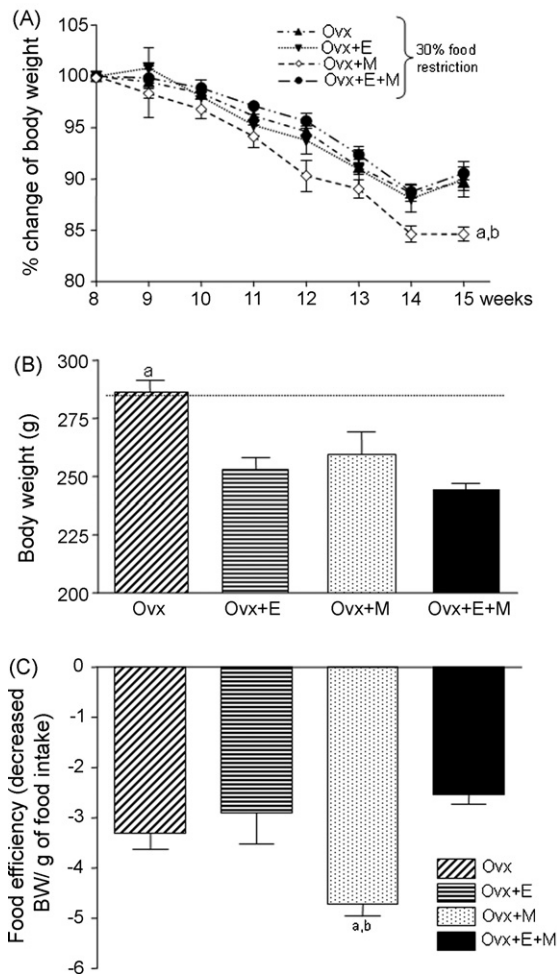 (A)
105
100
95
90
85
80
% change of body weight
Ovx
Ovx+E
Ovx+M
Ovx+E+M
30% food
restriction
a,b
8 9 10 11 12 13 14 15 weeks
(B)
300
275
250
225
200
Body weight (g)
a
Ovx Ovx+E Ovx+M Ovx+E+M
(C)
0
-1
-2
-3
-4
-5
-6
Food efficiency (decreased
BW/ g of food intake)
a,b
Ovx
Ovx+E
Ovx+M
Ovx+E+M